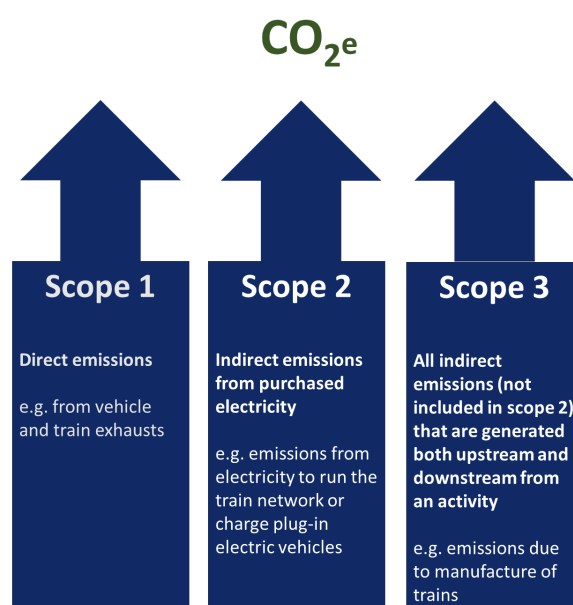 CO2e
Scope 1
Direct emissions
e.g. from vehicle
and train exhausts
Scope 2
Indirect emissions
from purchased
electricity
e.g. emissions from
electricity to run the
train network or
charge plug-in
electric vehicles
Scope 3
All indirect
emissions (not
included in scope 2)
that are generated
both upstream and
downstream from
an activity
e.g. emissions due
to manufacture of
trains